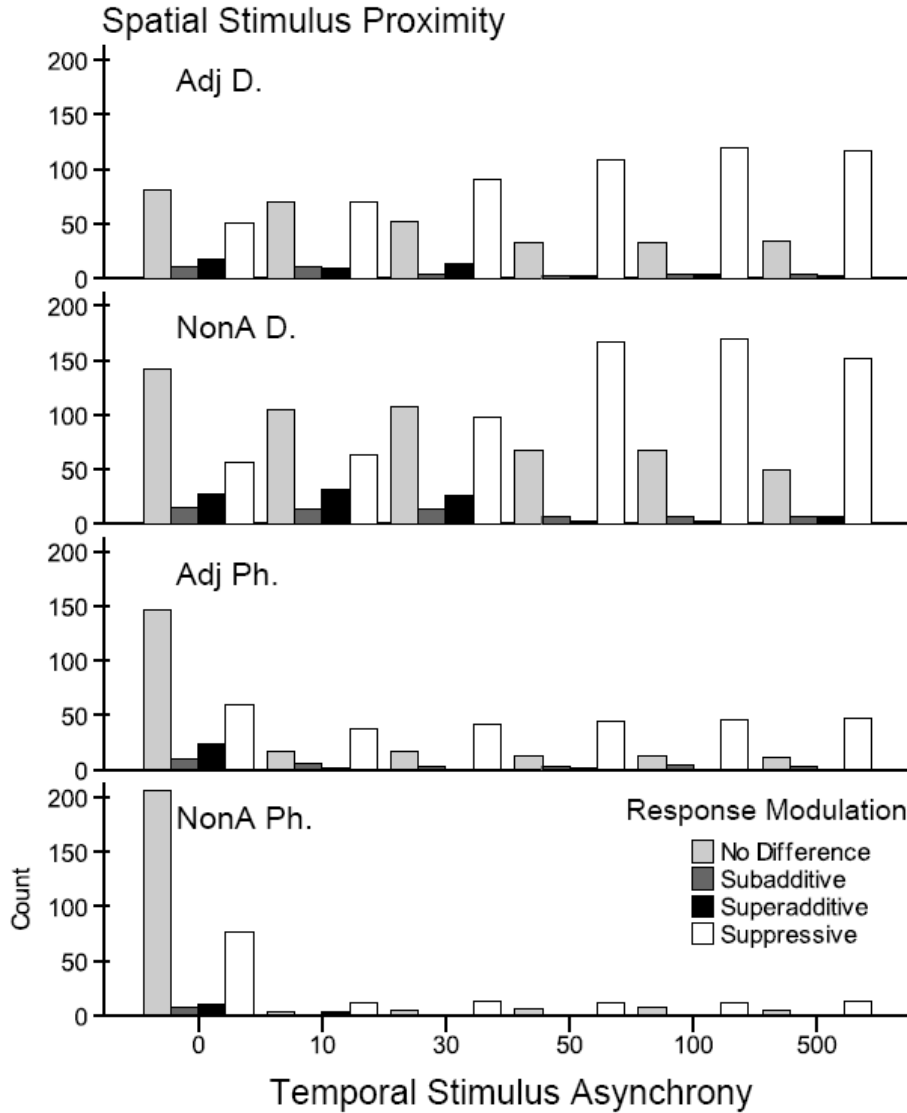 Spatial Stimulus Proximity
200
Adj D.
150
100
50
0
200
NonA D.
150
100
50
0
200
Adj Ph.
150
100
50
0
200
NonA Ph.
Response Modulation
150
No Difference
Subadditive
100
Superadditive
Suppressive
50
0
Count
0 10 30 50 100 500
Temporal Stimulus Asynchrony